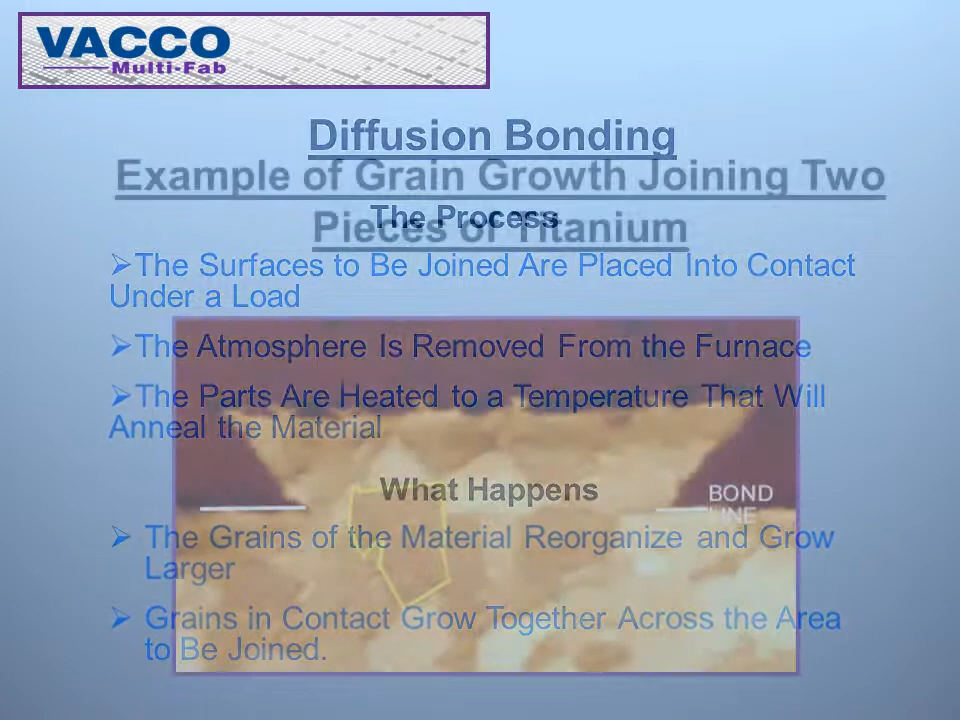 VACCO
Multi-Fab
Diffusion Bonding
Example of Grain Growth Joining Two
Pieces of Titanium
The Process
➢The Surfaces to Be Joined Are Placed Into Contact
Under a Load
➢The Atmosphere Is Removed From the Furnace
➢The Parts Are Heated to a Temperature That Will
Anneal the Material
What Happens
BOND
LINE
➢ The Grains of the Material Reorganize and Grow
Larger
➢ Grains in Contact Grow Together Across the Area
to Be Joined.